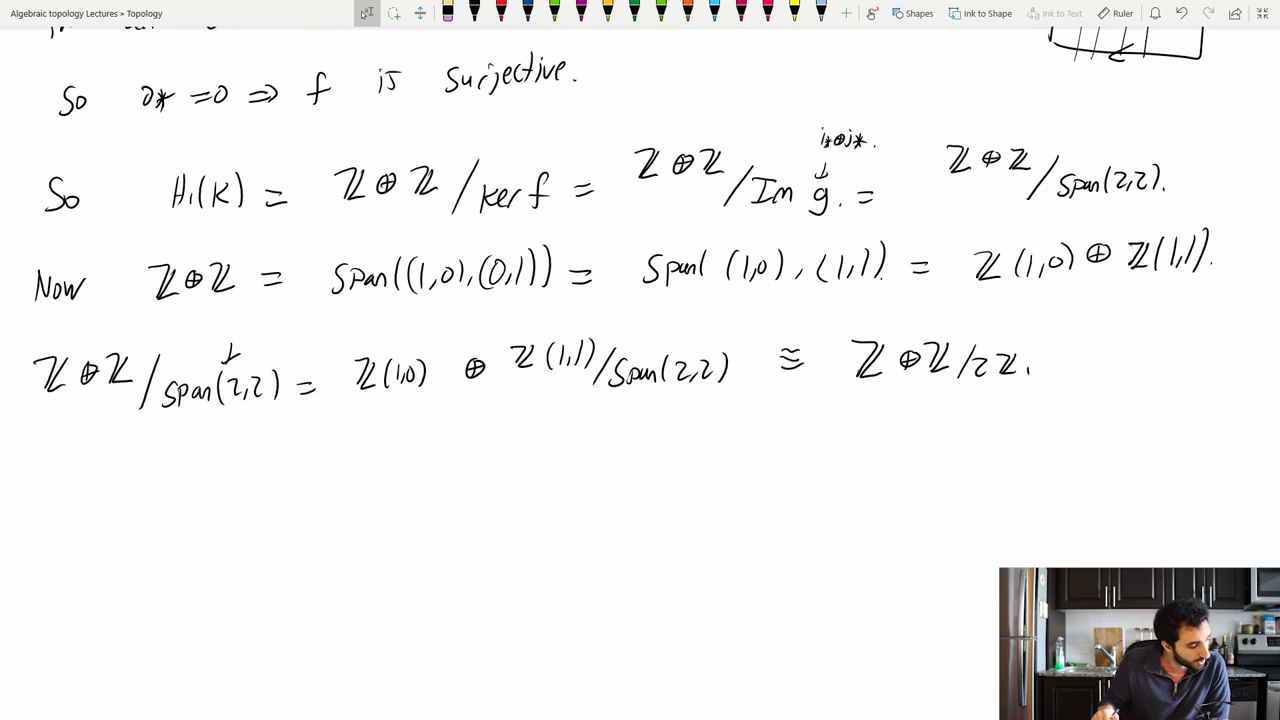 Algebraic topology Lectures » Topology
Shapes Ink to Shape Ink to Text Ruler
So ∂* = 0 ⇒ f is surjective.
i*⊕j*.
So H₁(K) = ℤ⊕ℤ/ker f = ℤ⊕ℤ/Im g. = ℤ⊕ℤ/span(2,2).
Now ℤ⊕ℤ = span((1,0),(0,1)) = span( (1,0), (1,1). = ℤ(1,0) ⊕ ℤ(1,1).
ℤ⊕ℤ/span(2,2) = ℤ(1,0) ⊕ ℤ(1,1)/span(2,2) ≅ ℤ⊕ℤ/2ℤ.